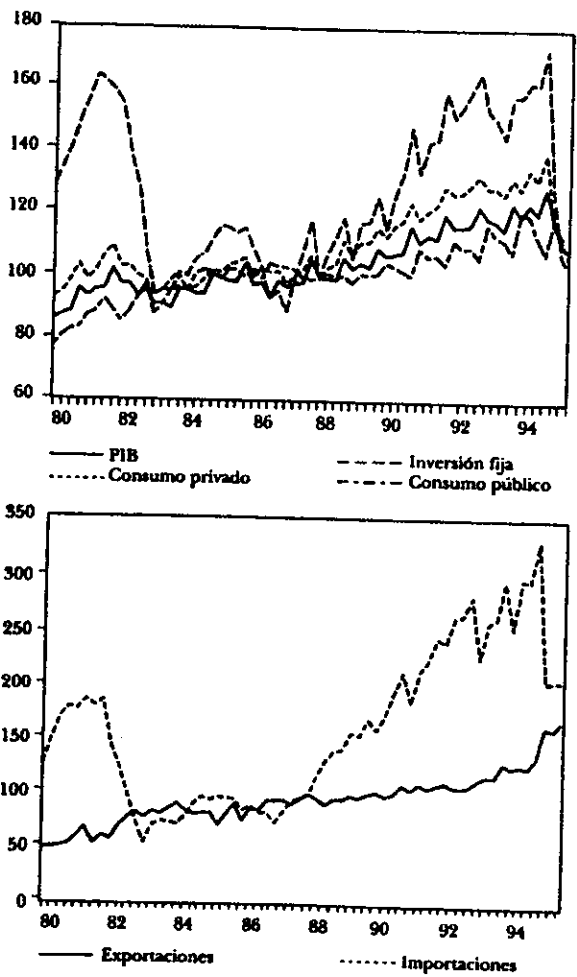 180
160
140
120
100
80
60
80 82 84 86 88 90 92 94
PIB
Inversión fija
Consumo privado
Consumo público
350
300
250
200
150
100
50
0
80 82 84 86 88 90 92 94
Exportaciones
Importaciones